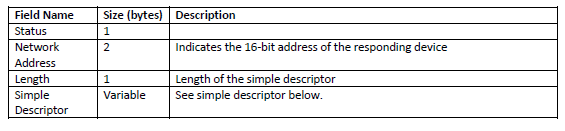 Field Name Size (bytes) Description
Status 1
Network 2 Indicates the 16-bit address of the responding device
Address
Length 1 Length of the simple descriptor
Simple Variable See simple descriptor below.
Descriptor